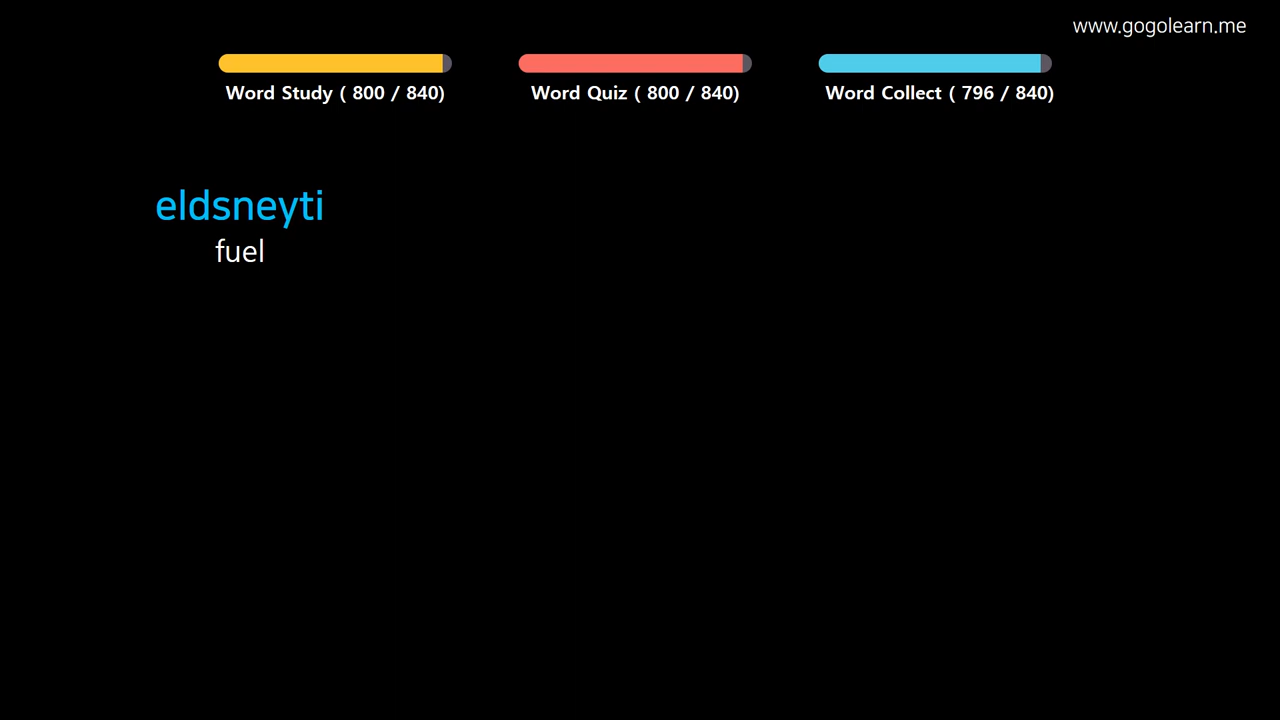 www.gogolearn.me
Word Study ( 800 / 840)
Word Quiz ( 800 / 840)
Word Collect ( 796 / 840)
eldsneyti
fuel